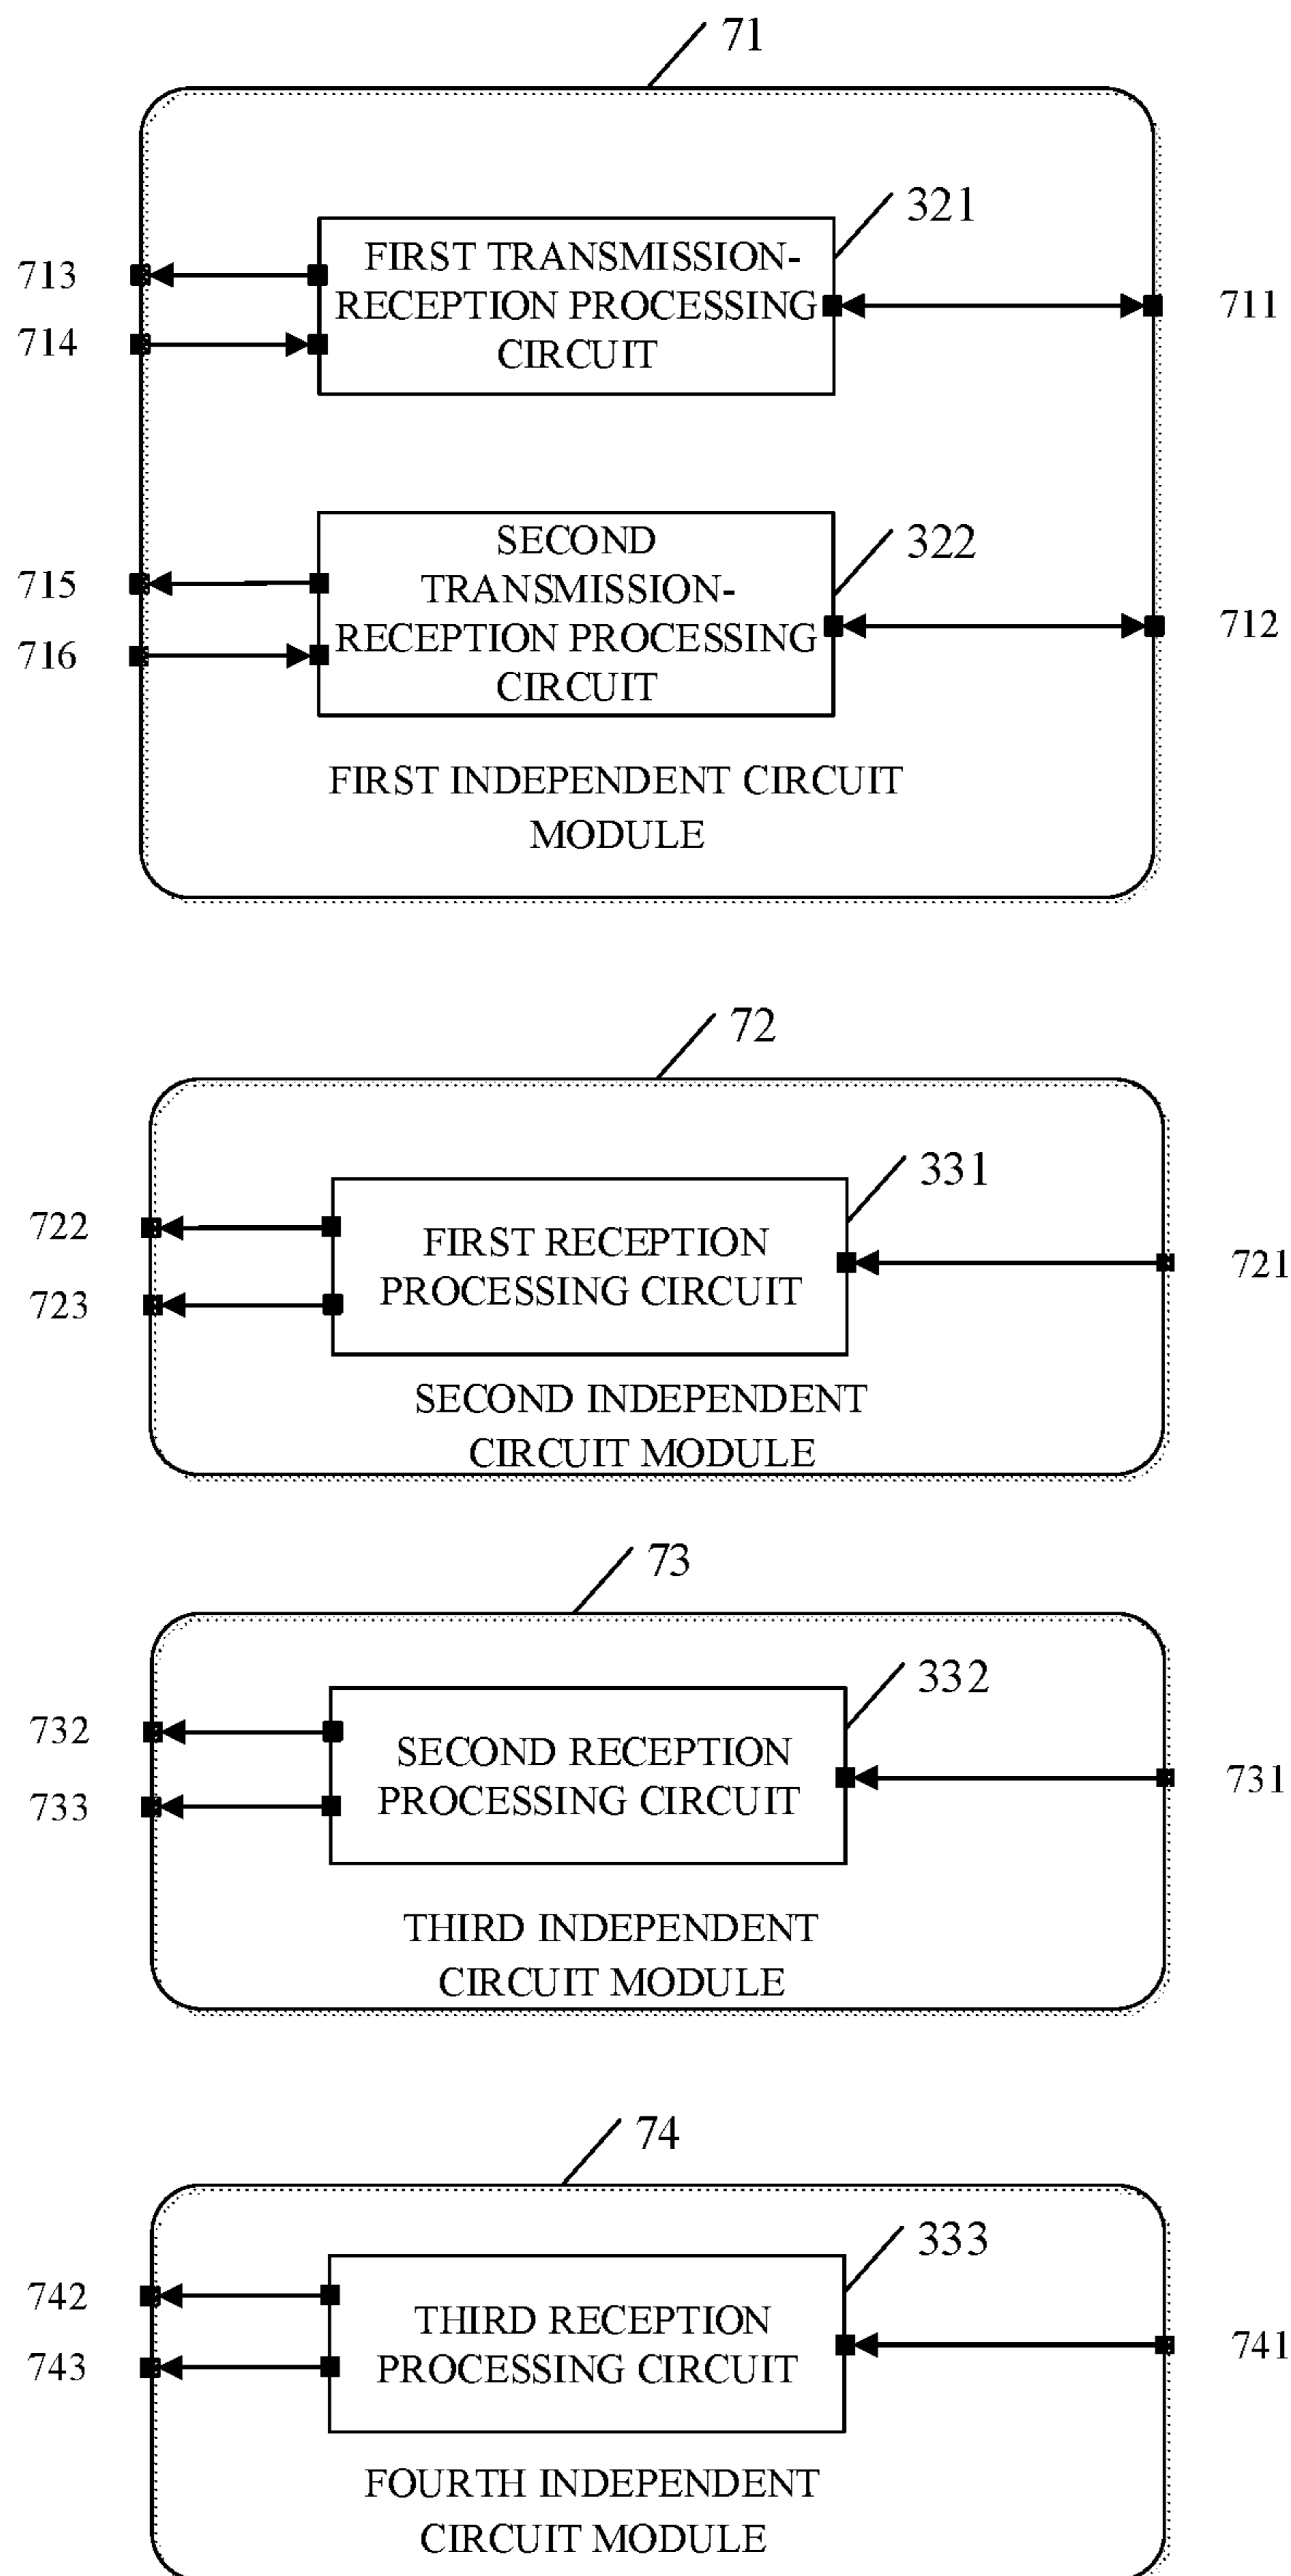 71
321
FIRST TRANSMISSION-
RECEPTION PROCESSING
CIRCUIT
713
714
711
322
SECOND
TRANSMISSION-
RECEPTION PROCESSING
CIRCUIT
715
716
712
FIRST INDEPENDENT CIRCUIT
MODULE
72
331
FIRST RECEPTION
PROCESSING CIRCUIT
722
723
721
SECOND INDEPENDENT
CIRCUIT MODULE
73
332
SECOND RECEPTION
PROCESSING CIRCUIT
732
733
731
THIRD INDEPENDENT
CIRCUIT MODULE
74
333
THIRD RECEPTION
PROCESSING CIRCUIT
742
743
741
FOURTH INDEPENDENT
CIRCUIT MODULE